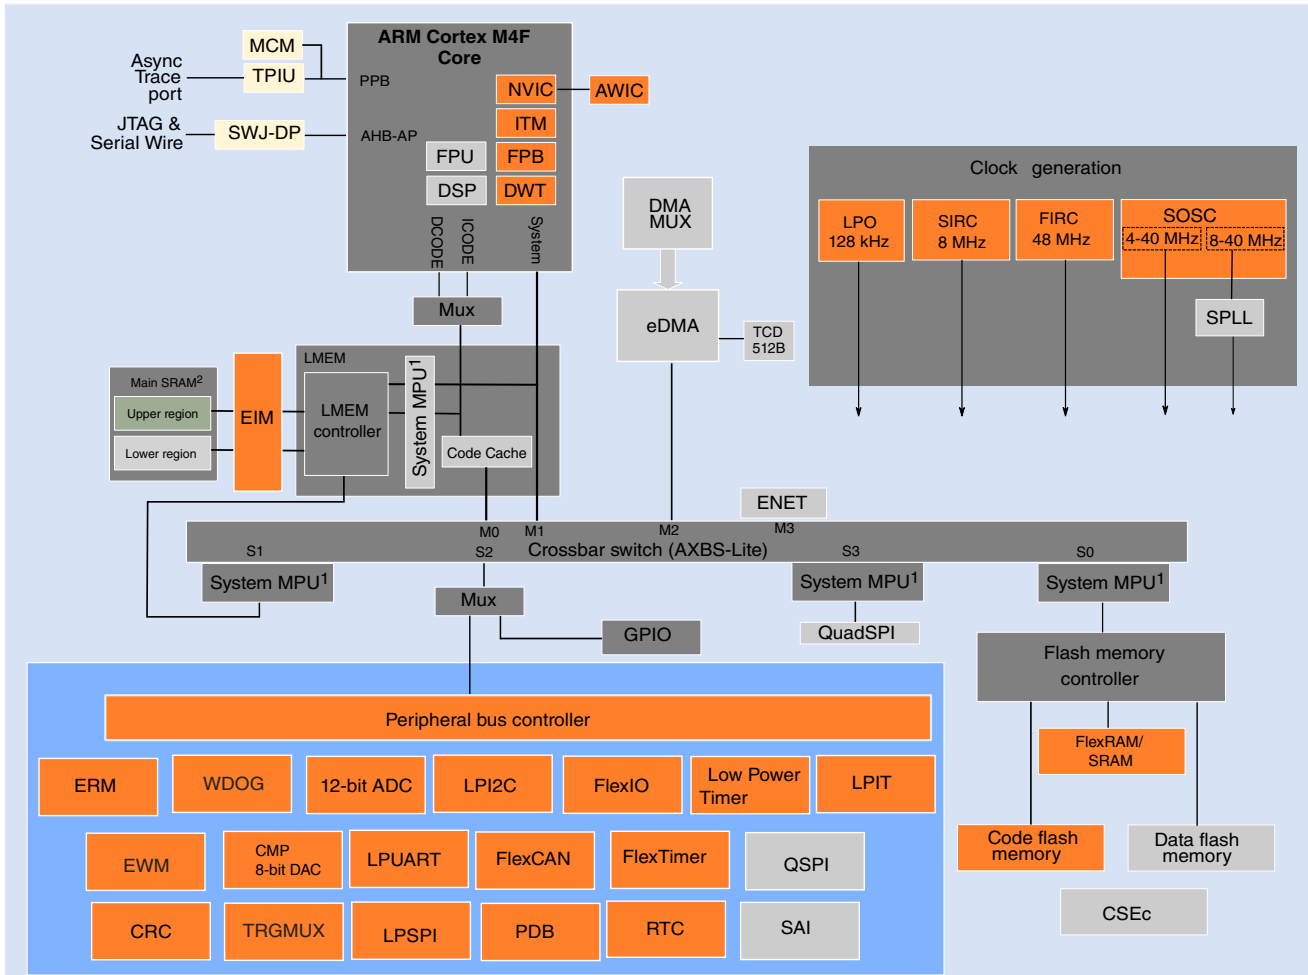 ARM Cortex M4F
Core
MCM
TPIU
Async
Trace
port
PPB
JTAG &
Serial Wire
SWJ-DP
AHB-AP
NVIC
AWIC
ITM
FPU
FPB
DSP
DWT
DCODE
ICODE
System
Mux
DMA
MUX
eDMA
TCD
512B
Clock generation
LPO
128 kHz
SIRC
8 MHz
FIRC
48 MHz
SOSC
4-40 MHz
8-40 MHz
SPLL
LMEM
Main SRAM2
Upper region
Lower region
EIM
LMEM
controller
System MPU1
Code Cache
ENET
M0
M1
M2
M3
Crossbar switch (AXBS-Lite)
S1
S2
S3
S0
System MPU1
System MPU1
System MPU1
Mux
GPIO
QuadSPI
Flash memory
controller
FlexRAM/
SRAM
Code flash
memory
Data flash
memory
CSEc
Peripheral bus controller
ERM
WDOG
12-bit ADC
LPI2C
FlexIO
Low Power
Timer
LPIT
EWM
CMP
8-bit DAC
LPUART
FlexCAN
FlexTimer
QSPI
CRC
TRGMUX
LPSPI
PDB
RTC
SAI